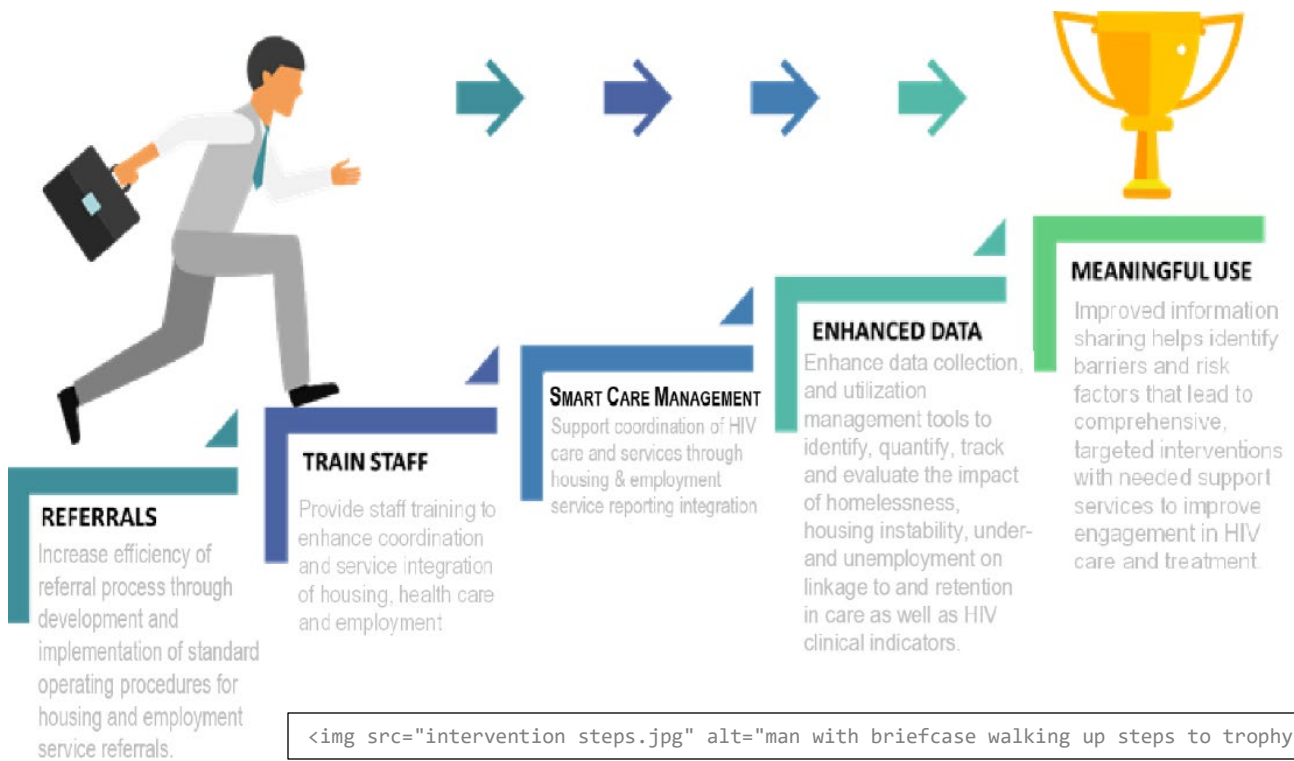 REFERRALS
Increase efficiency of
referral process through
development and
implementation of standard
operating procedures for
housing and employment
service referrals.
TRAIN STAFF
Provide staff training to
enhance coordination
and service integration
of housing, health care
and employment
SMART CARE MANAGEMENT
Support coordination of HIV
care and services through
housing & employment
service reporting integration
ENHANCED DATA
Enhance data collection,
and utilization
management tools to
identify, quantify, track
and evaluate the impact
of homelessness,
housing instability, under-
and unemployment on
linkage to and retention
in care as well as HIV
clinical indicators.
MEANINGFUL USE
Improved information
sharing helps identify
barriers and risk
factors that lead to
comprehensive,
targeted interventions
with needed support
services to improve
engagement in HIV
care and treatment.
<img src="intervention steps.jpg" alt="man with briefcase walking up steps to trophy